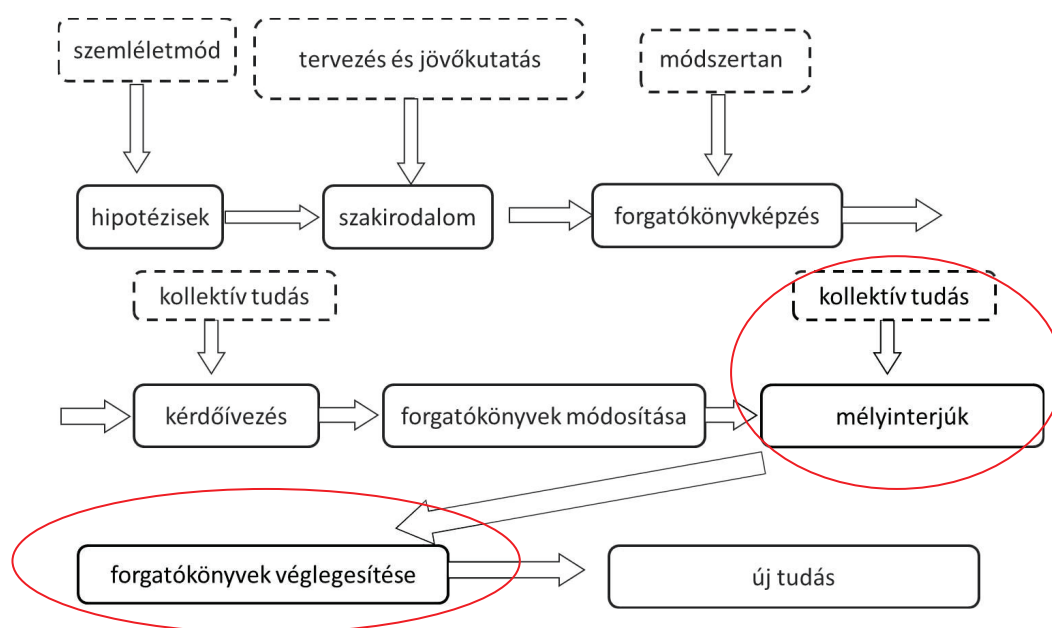 szemléletmód
tervezés és jövőkutatás
módszertan
hipotézisek
szakirodalom
forgatókönyvképzés
kollektív tudás
kollektív tudás
kérdőívezés
forgatókönyvek módosítása
mélyinterjúk
forgatókönyvek véglegesítése
új tudás